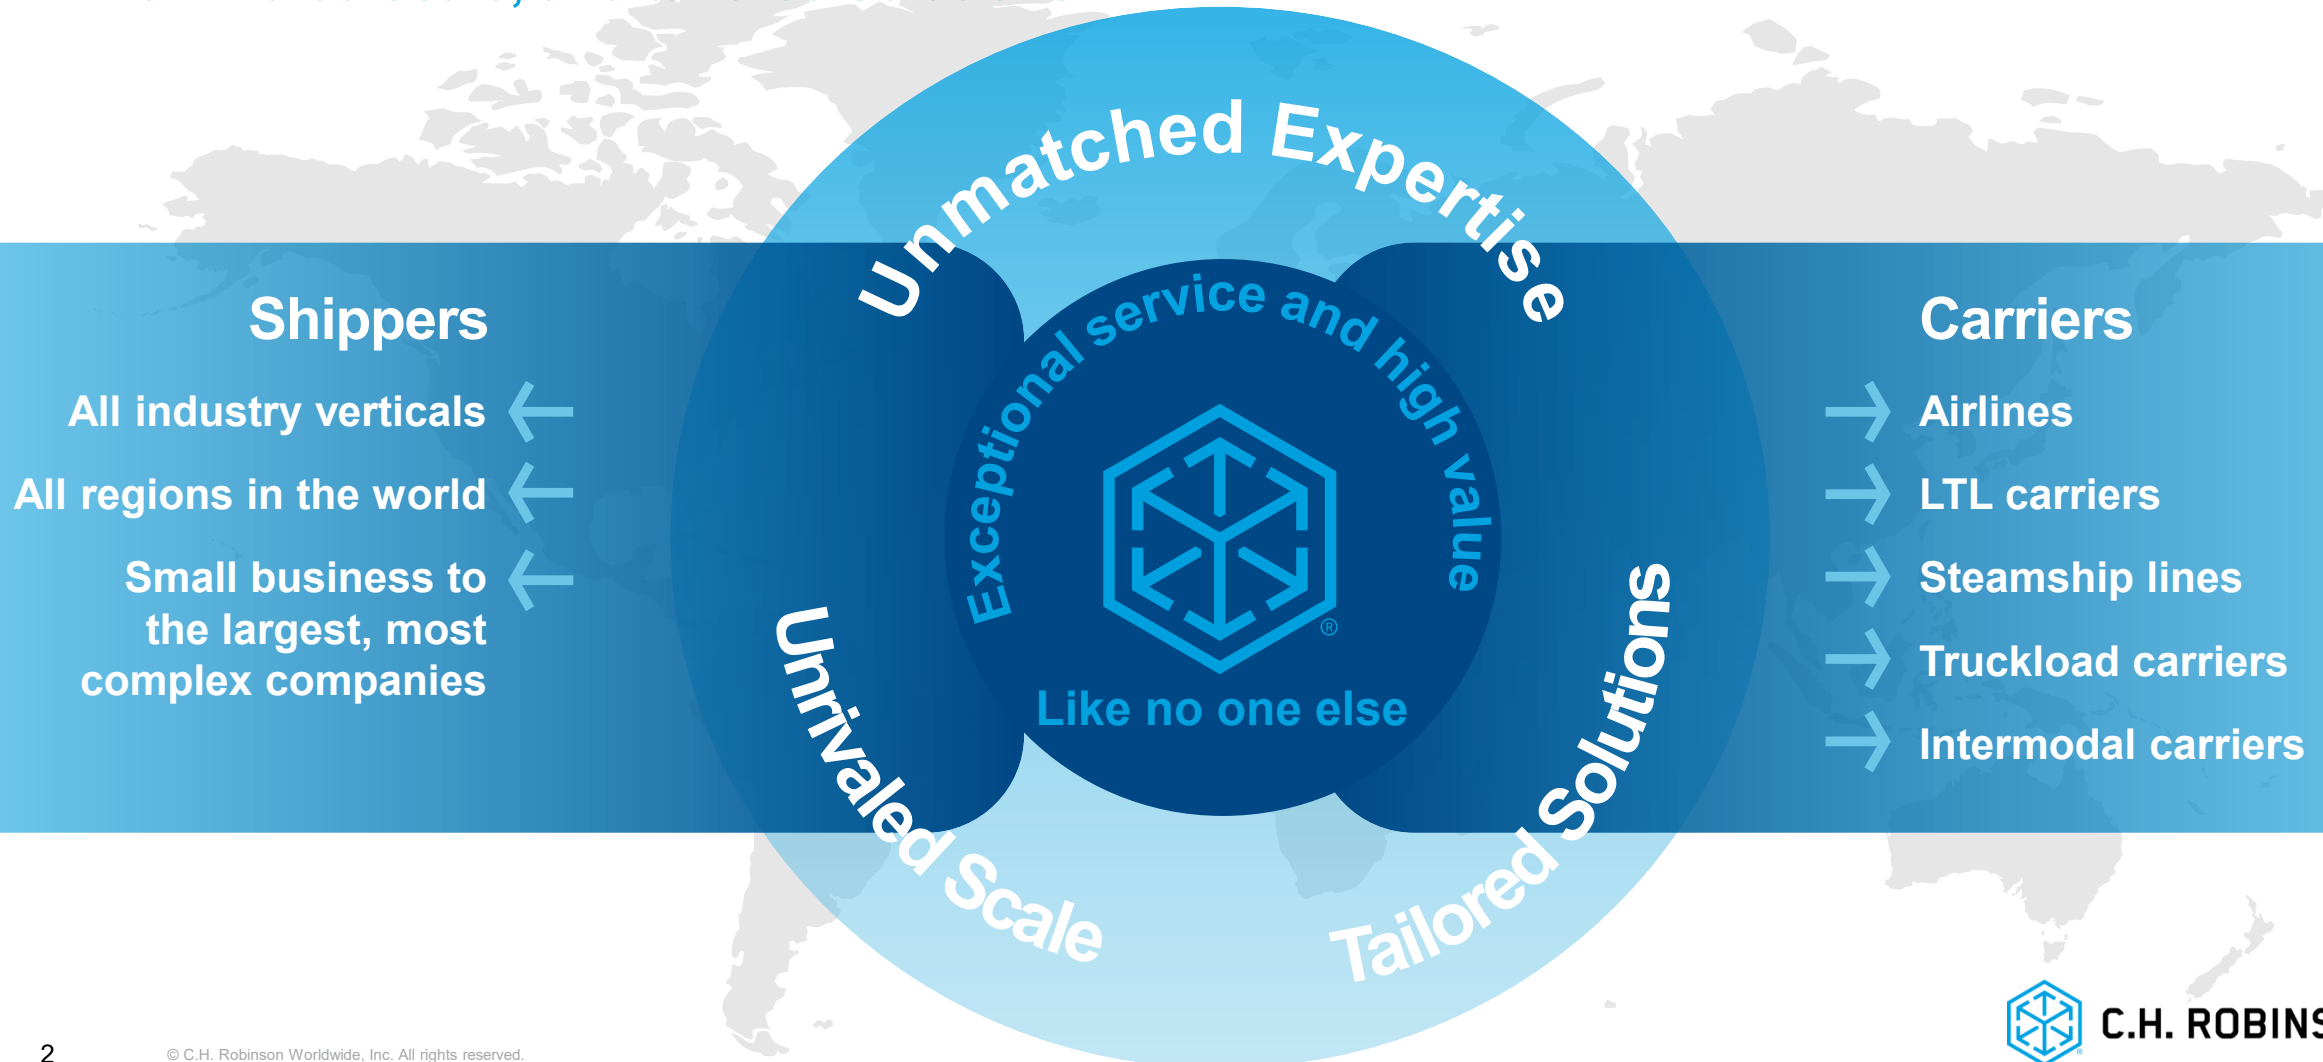 Unmatched Expertise
Exceptional service and high value
Like no one else
Unrivaled Scale
Tailored Solutions
Shippers
All industry verticals
All regions in the world
Small business to
the largest, most
complex companies
Carriers
Airlines
LTL carriers
Steamship lines
Truckload carriers
Intermodal carriers
®
C.H. ROBINS
2
© C.H. Robinson Worldwide, Inc. All rights reserved.